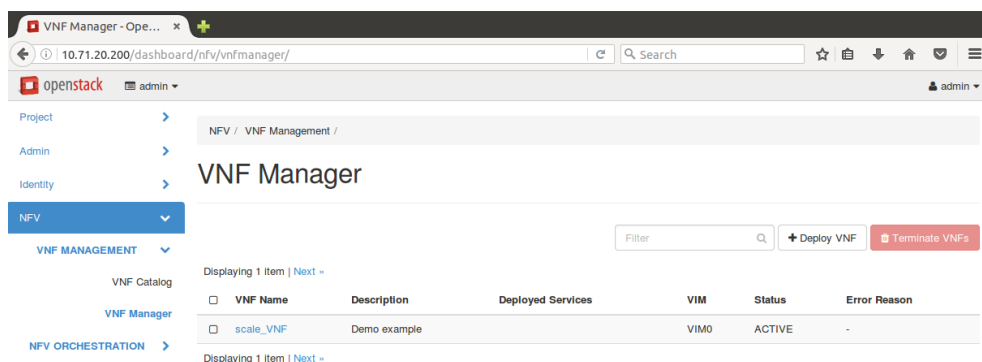 VNF Manager - Ope... ×
10.71.20.200/dashboard/nfv/vnfmanager/ Search
openstack admin admin
Project
Admin
Identity
NFV
VNF MANAGEMENT
VNF Catalog
VNF Manager
NFV ORCHESTRATION
NFV / VNF Management /
VNF Manager
Filter + Deploy VNF Terminate VNFs
Displaying 1 item | Next »
VNF Name Description Deployed Services VIM Status Error Reason
scale_VNF Demo example VIM0 ACTIVE -
Displaying 1 item | Next »